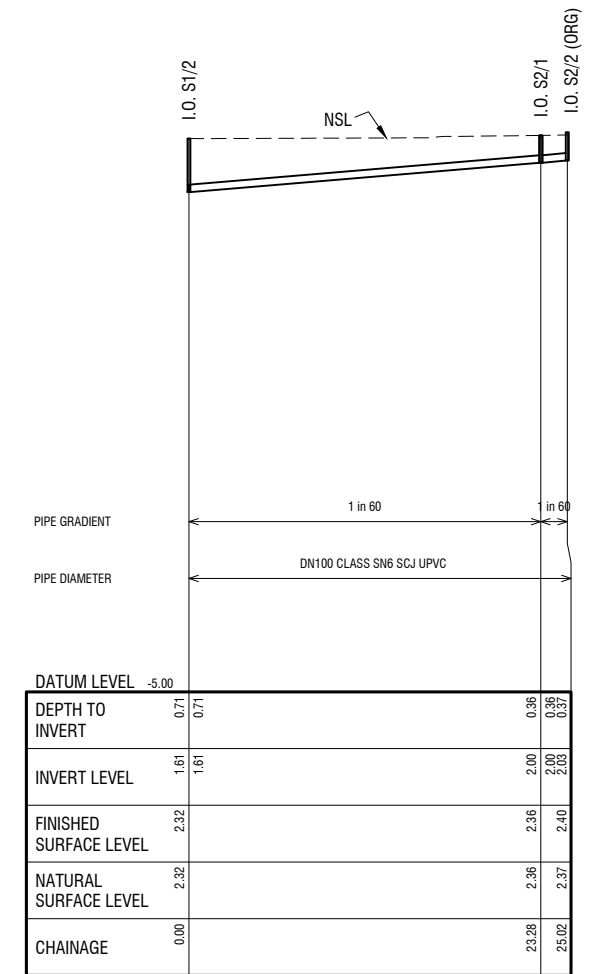 I.O. S1/2
I.O. S2/1
I.O. S2/2 (ORG)
NSL
PIPE GRADIENT
1 in 60
1 in 60
PIPE DIAMETER
DN100 CLASS SN6 SCJ UPVC
DATUM LEVEL -5.00
DEPTH TO
INVERT
0.71
0.71
0.36
0.36
0.37
INVERT LEVEL
1.61
1.61
2.00
2.00
2.03
FINISHED
SURFACE LEVEL
2.32
2.36
2.40
NATURAL
SURFACE LEVEL
2.32
2.36
2.37
CHAINAGE
0.00
23.28
25.02